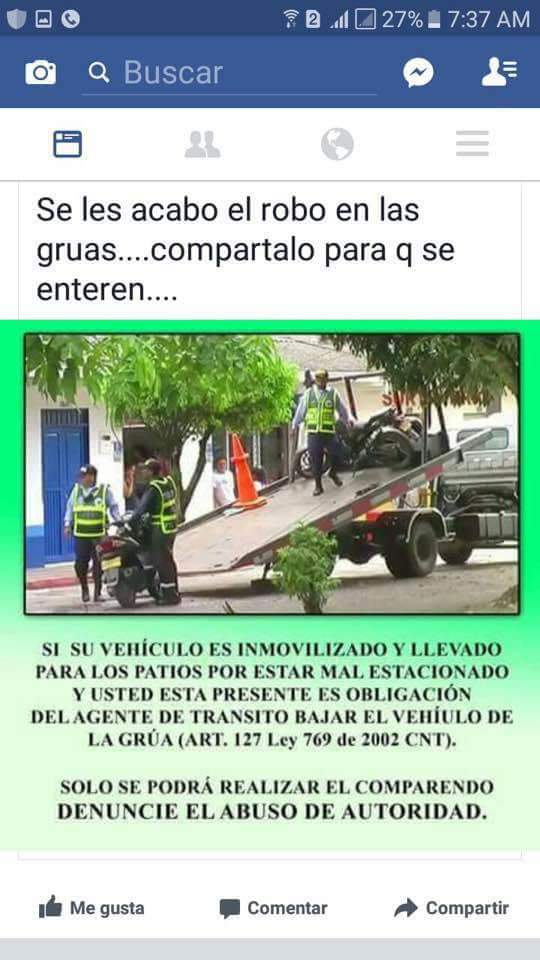 27% 7:37 AM
Buscar
Se les acabo el robo en las
gruas....compartalo para q se
enteren....
SI SU VEHÍCULO ES INMOVILIZADO Y LLEVADO
PARA LOS PATIOS POR ESTAR MAL ESTACIONADO
Y USTED ESTA PRESENTE ES OBLIGACIÓN
DEL AGENTE DE TRANSITO BAJAR EL VEHÍULO DE
LA GRÚA (ART. 127 Ley 769 de 2002 CNT).
SOLO SE PODRÁ REALIZAR EL COMPARENDO
DENUNCIE EL ABUSO DE AUTORIDAD.
Me gusta Comentar Compartir